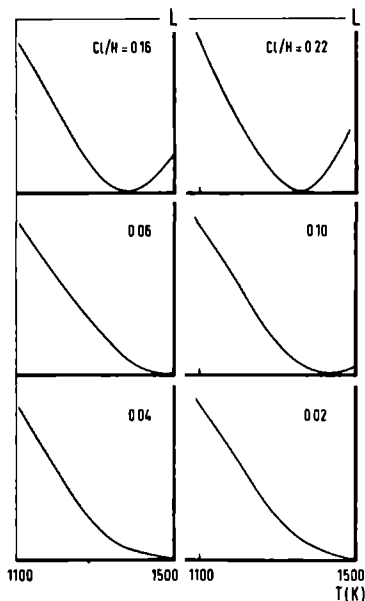 L L
Cl/H = 0.16 Cl/H = 0.22
0.06 0.10
0.04 0.02
1100 1500 1100 1500
T(K)